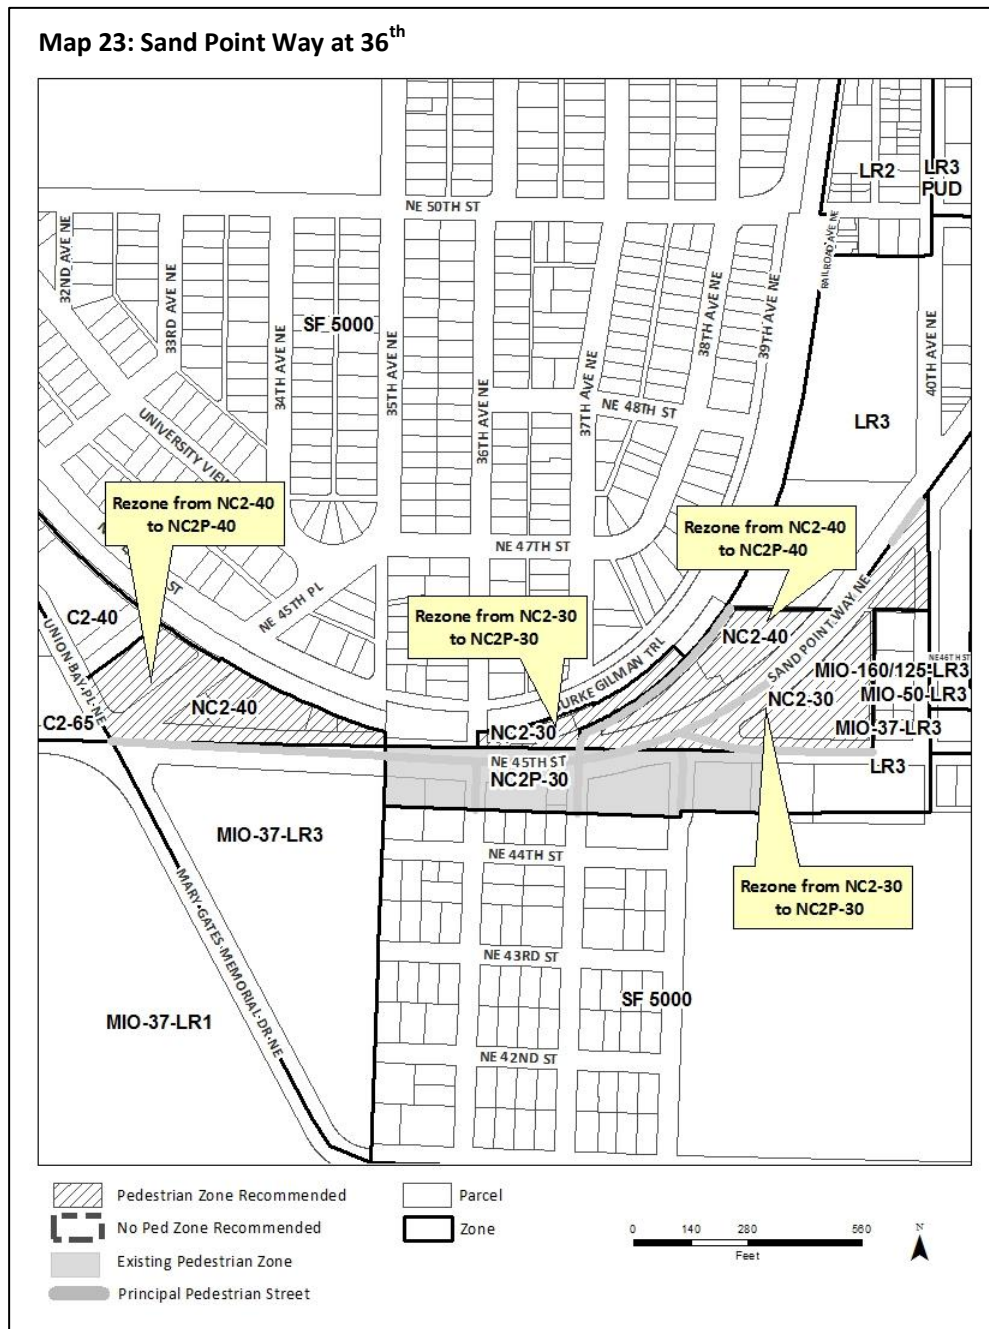 Map 23: Sand Point Way at 36th
LR2
LR3
PUD
NE 50TH ST
RAILROAD AVE NE
32ND AVE NE
33RD AVE NE
SF 5000
34TH AVE NE
35TH AVE NE
36TH AVE NE
37TH AVE NE
38TH AVE NE
39TH AVE NE
40TH AVE NE
NE 48TH ST
LR3
UNIVERSITY VIEW
Rezone from NC2-40
to NC2P-40
ST
NE 47TH ST
Rezone from NC2-40
to NC2P-40
NE 45TH PL
Rezone from NC2-30
to NC2P-30
C2-40
UNION BAY PL NE
BURKE GILMAN TRL
NC2-40
SAND POINT WAY NE
NE 46TH ST
MIO-160/125-LR3
NC2-40
NC2-30
MIO-50-LR3
C2-65
NC2-30
MIO-37-LR3
NE 45TH ST
NC2P-30
LR3
MIO-37-LR3
NE 44TH ST
Rezone from NC2-30
to NC2P-30
MARY GATES MEMORIAL DR NE
NE 43RD ST
SF 5000
MIO-37-LR1
NE 42ND ST
Pedestrian Zone Recommended
Parcel
No Ped Zone Recommended
Zone
Existing Pedestrian Zone
Principal Pedestrian Street
0 140 280 560
Feet
N